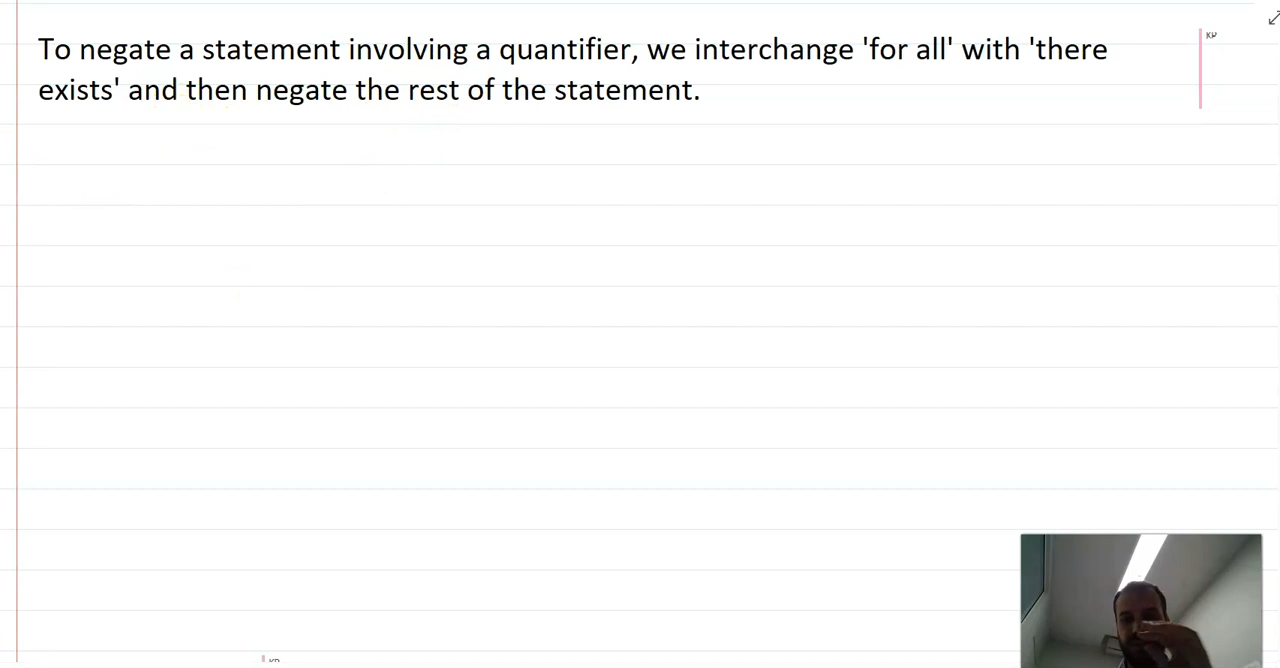 To negate a statement involving a quantifier, we interchange 'for all' with 'there
exists' and then negate the rest of the statement.
KP